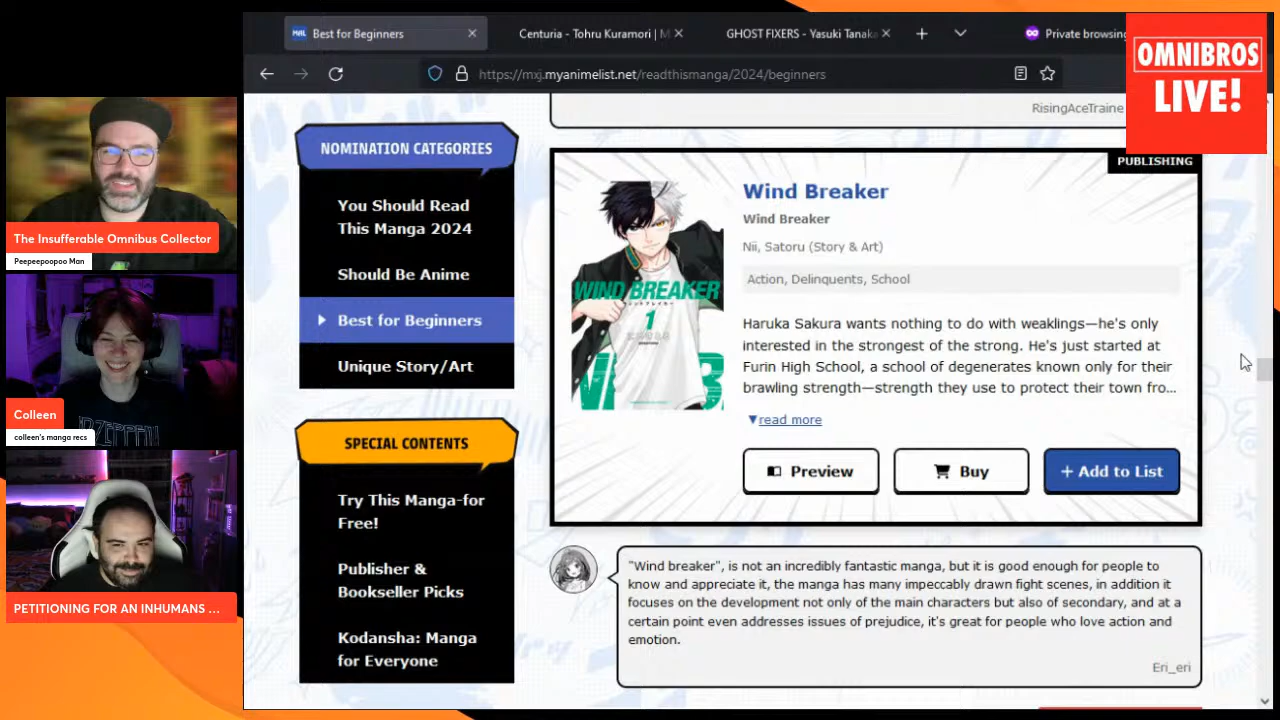 Best for Beginners
Centuria - Tohru Kuramori | M
GHOST FIXERS - Yasuki Tanaka
Private browsing
https://mxj.myanimelist.net/readthismanga/2024/beginners
OMNIBROS
LIVE!
The Insufferable Omnibus Collector
Peepeepoopoo Man
Colleen
colleen's manga recs
PETITIONING FOR AN INHUMANS ...
NOMINATION CATEGORIES
You Should Read
This Manga 2024
Should Be Anime
Best for Beginners
Unique Story/Art
SPECIAL CONTENTS
Try This Manga-for
Free!
Publisher &
Bookseller Picks
Kodansha: Manga
for Everyone
RisingAceTraine
PUBLISHING
WIND BREAKER
1
Wind Breaker
Wind Breaker
Nii, Satoru (Story & Art)
Action, Delinquents, School
Haruka Sakura wants nothing to do with weaklings—he's only
interested in the strongest of the strong. He's just started at
Furin High School, a school of degenerates known only for their
brawling strength—strength they use to protect their town fro...
▼read more
Preview
Buy
+ Add to List
"Wind breaker", is not an incredibly fantastic manga, but it is good enough for people to
know and appreciate it, the manga has many impeccably drawn fight scenes, in addition it
focuses on the development not only of the main characters but also of secondary, and at a
certain point even addresses issues of prejudice, it's great for people who love action and
emotion.
Eri_eri